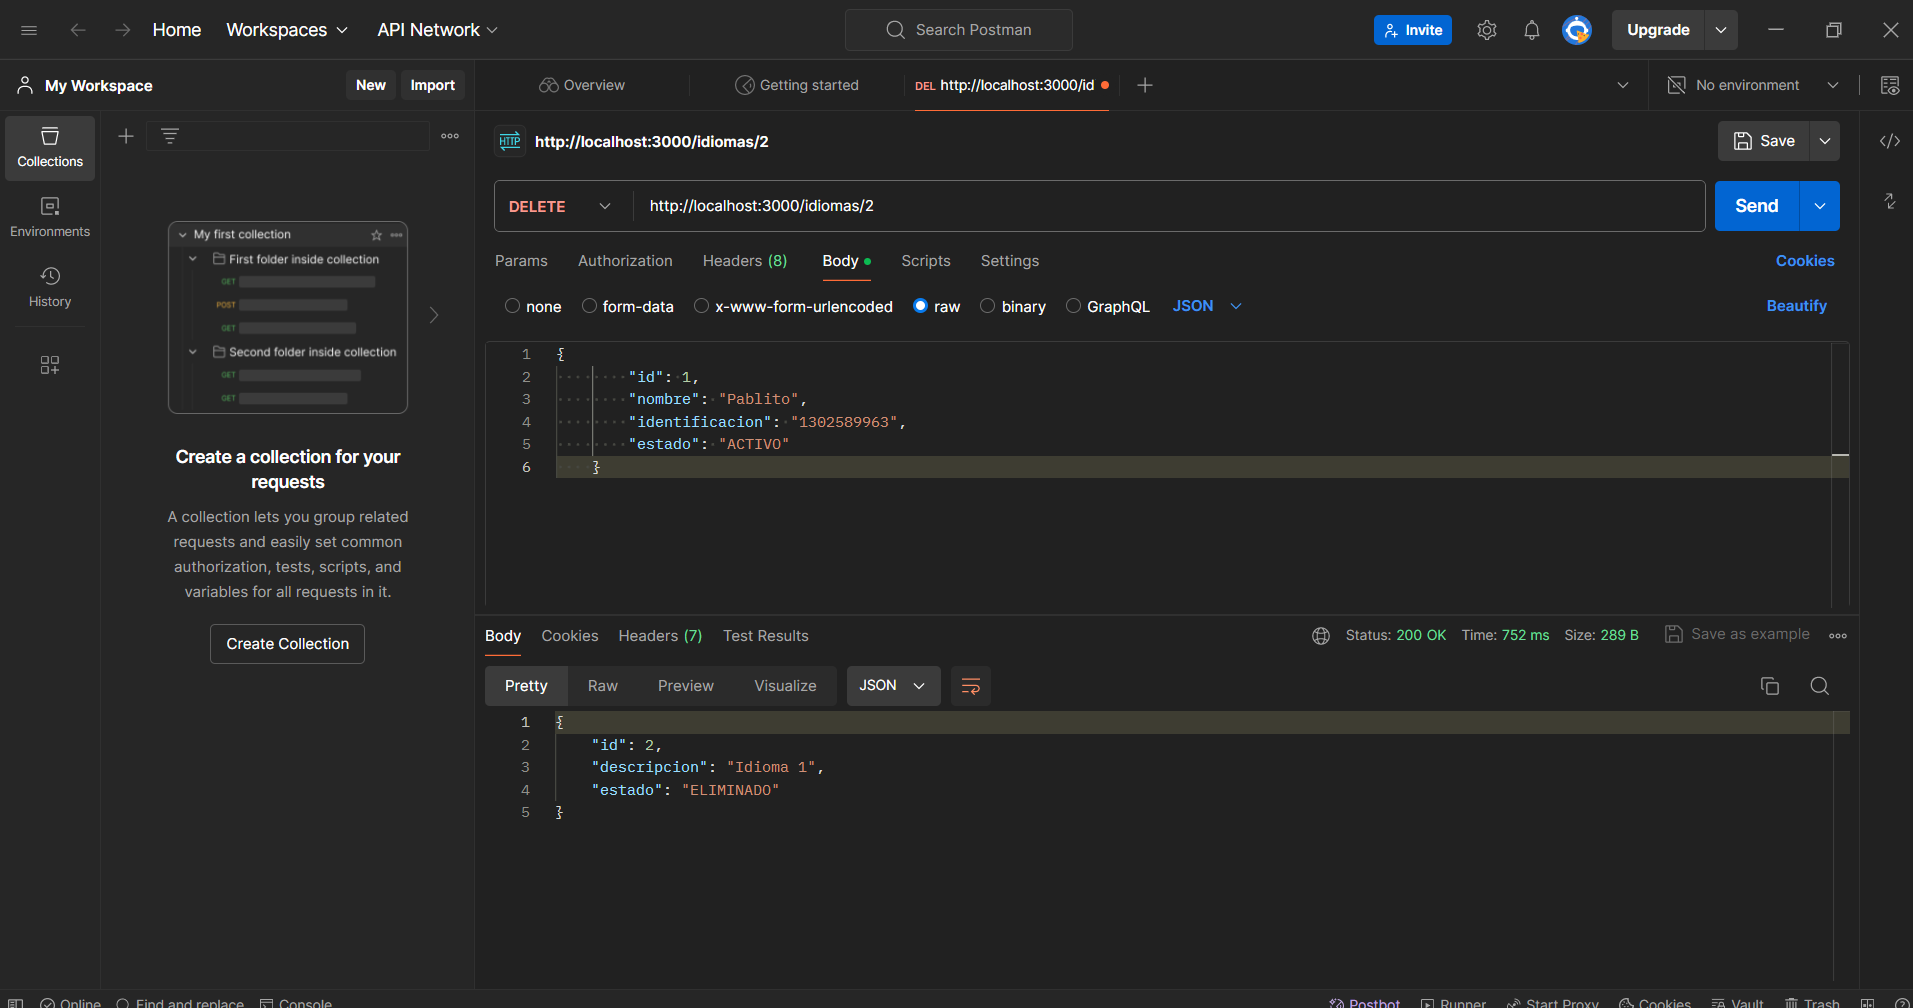 Home Workspaces API Network Search Postman Invite Upgrade
My Workspace New Import Overview Getting started DEL http://localhost:3000/id No environment
Collections
Environments
History
My first collection
First folder inside collection
GET
POST
GET
Second folder inside collection
GET
GET
Create a collection for your
requests
A collection lets you group related
requests and easily set common
authorization, tests, scripts, and
variables for all requests in it.
Create Collection
HTTP http://localhost:3000/idiomas/2 Save
DELETE http://localhost:3000/idiomas/2 Send
Params Authorization Headers (8) Body Scripts Settings Cookies
none form-data x-www-form-urlencoded raw binary GraphQL JSON Beautify
1 {
2 "id": 1,
3 "nombre": "Pablito",
4 "identificacion": "1302589963",
5 "estado": "ACTIVO"
6 }
Body Cookies Headers (7) Test Results Status: 200 OK Time: 752 ms Size: 289 B Save as example
Pretty Raw Preview Visualize JSON
1 {
2 "id": 2,
3 "descripcion": "Idioma 1",
4 "estado": "ELIMINADO"
5 }
Online Find and replace Console Postbot Runner Start Proxy Cookies Vault Trash